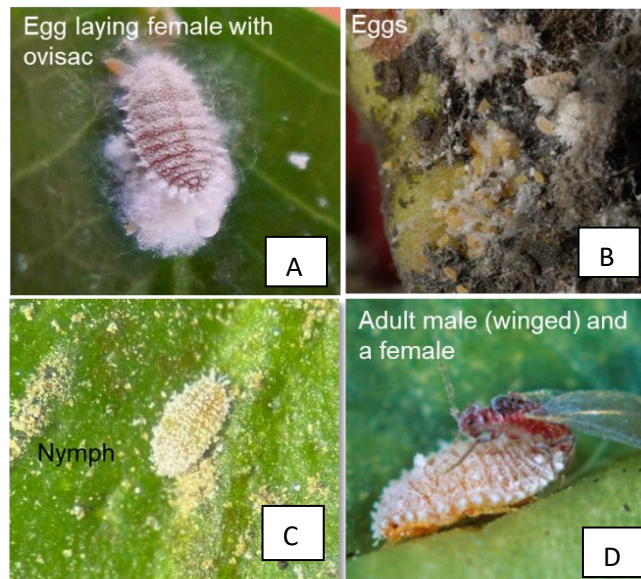 Egg laying female with
ovisac
A
Eggs
B
Nymph
C
Adult male (winged) and
a female
D